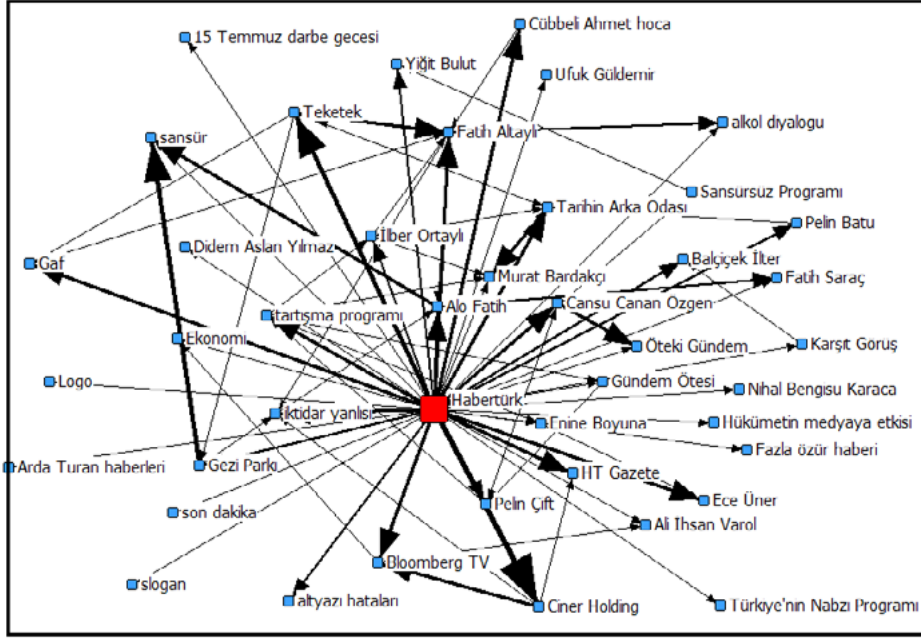 Cübbeli Ahmet hoca
15 Temmuz darbe gecesi
Yiğit Bulut
Ufuk Güldemir
Teketek
Fatih Altaylı
alkol diyalogu
sansür
Sansursuz Programı
Tarihin Arka Odası
Pelin Batu
İlber Ortaylı
Didem Aslan Yılmaz
Balçiçek İlter
Gaf
Murat Bardakçı
Fatih Saraç
Cansu Canan Özgen
Alo Fatih
tartışma programı
Ekonomi
Öteki Gündem
Karşıt Goruş
Logo
Gündem Ötesi
Nihal Bengisu Karaca
Habertürk
iktidar yanlısı
Enine Boyuna
Hükümetin medyaya etkisi
Fazla özür haberi
Arda Turan haberleri
Gezi Parkı
HT Gazete
Ece Üner
Pelin Çift
son dakika
Ali İhsan Varol
Bloomberg TV
slogan
altyazı hataları
Ciner Holding
Türkiye'nin Nabzı Programı